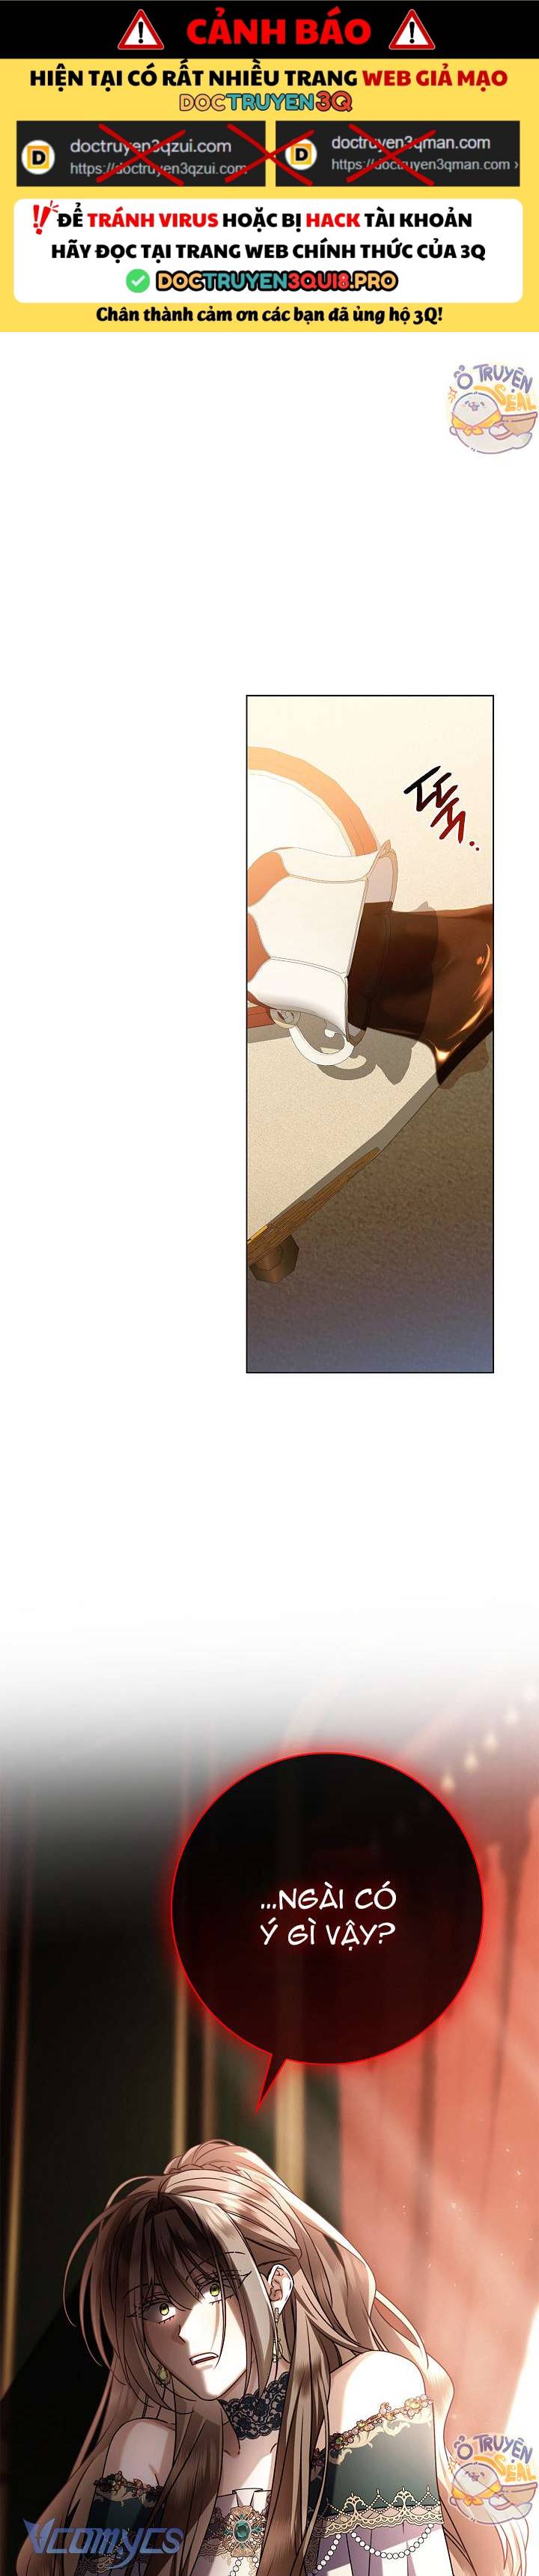 CẢNH BÁO
HIỆN TẠI CÓ RẤT NHIỀU TRANG WEB GIẢ MẠO
DOCTRUYEN3Q
doctruyen3qzui.com
https://doctruyen3qzui.com
doctruyen3qman.com
https://doctruyen3qman.com ›
ĐỂ TRÁNH VIRUS HOẶC BỊ HACK TÀI KHOẢN
HÃY ĐỌC TẠI TRANG WEB CHÍNH THỨC CỦA 3Q
DOCTRUYEN3QUI8.PRO
Chân thành cảm ơn các bạn đã ủng hộ 3Q!
Ổ TRUYỆN
SEAL
...NGÀI CÓ
Ý GÌ VẬY?
Ổ TRUYỆN
SEAL
Vcomycs